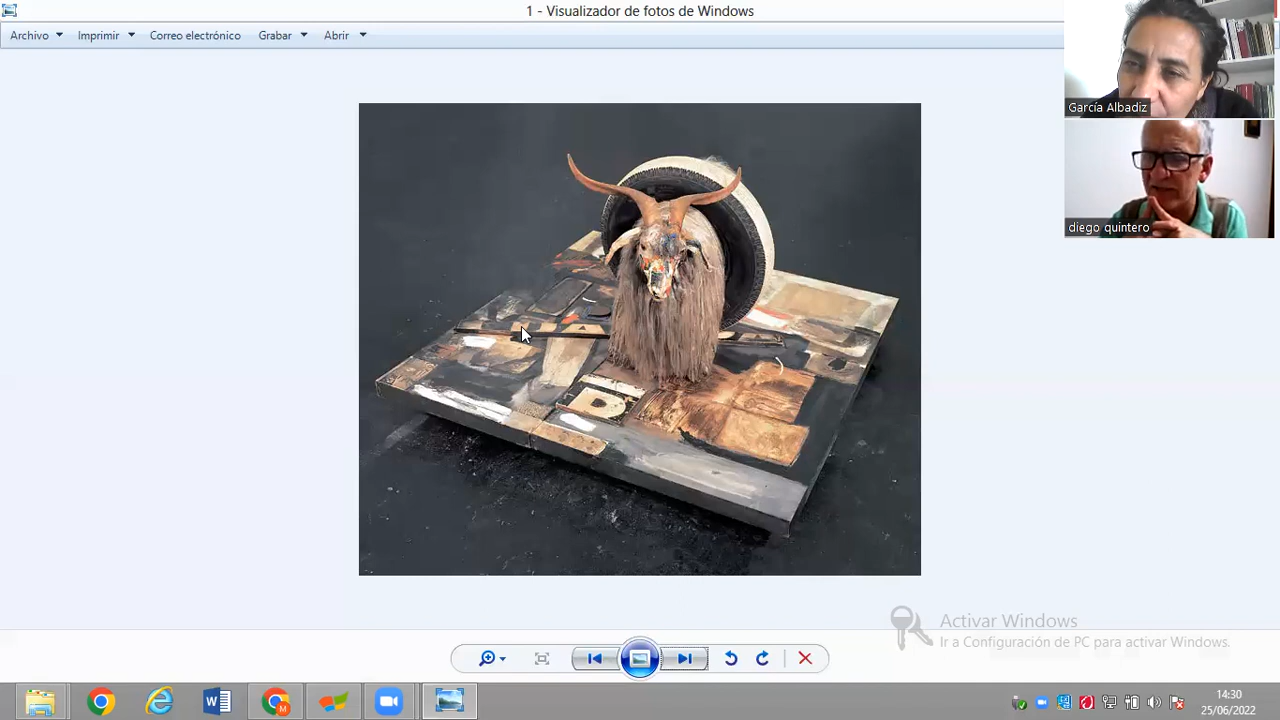 1 - Visualizador de fotos de Windows
Archivo Imprimir Correo electrónico Grabar Abrir
García Albadiz
diego quintero
D
Activar Windows
Ir a Configuración de PC para activar Windows.
14:30
25/06/2022